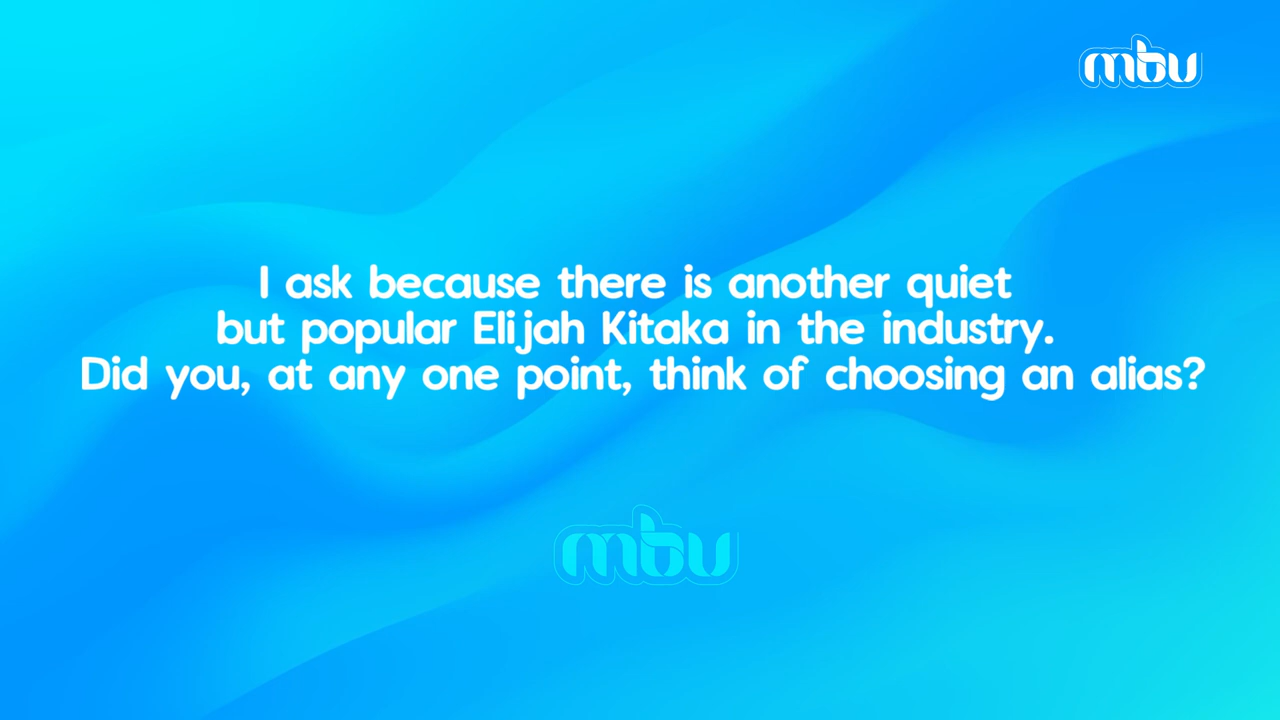 mbu
I ask because there is another quiet
but popular Elijah Kitaka in the industry.
Did you, at any one point, think of choosing an alias?
mbu